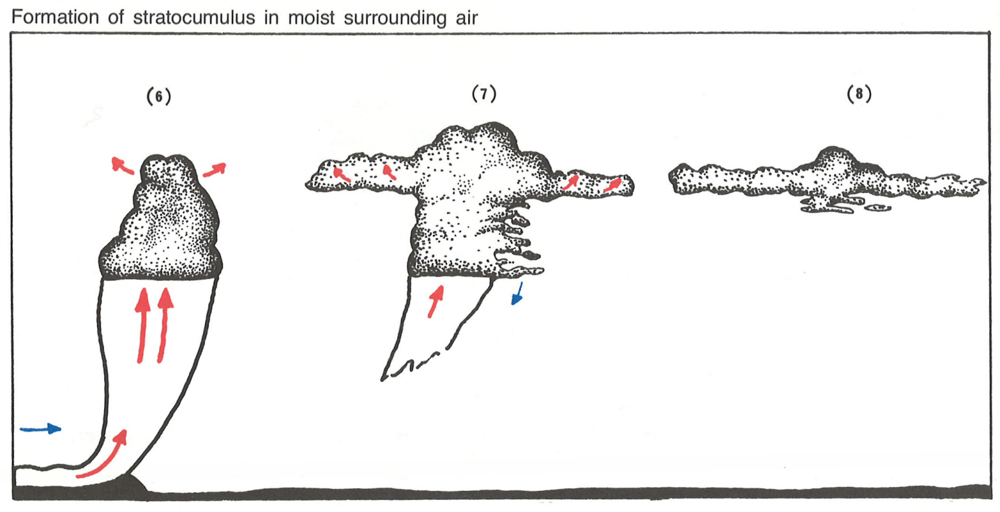 Formation of stratocumulus in moist surrounding air
(6) (7) (8)